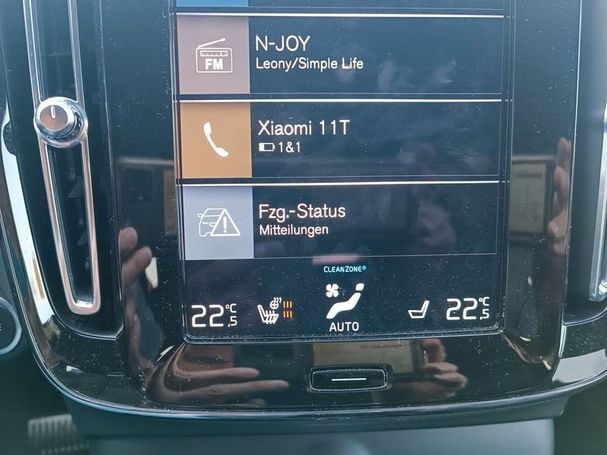 N-JOY
Leony/Simple Life
FM
Xiaomi 11T
1&1
Fzg.-Status
Mitteilungen
CLEANZONE®
22,5 °C
22,5 °C
AUTO